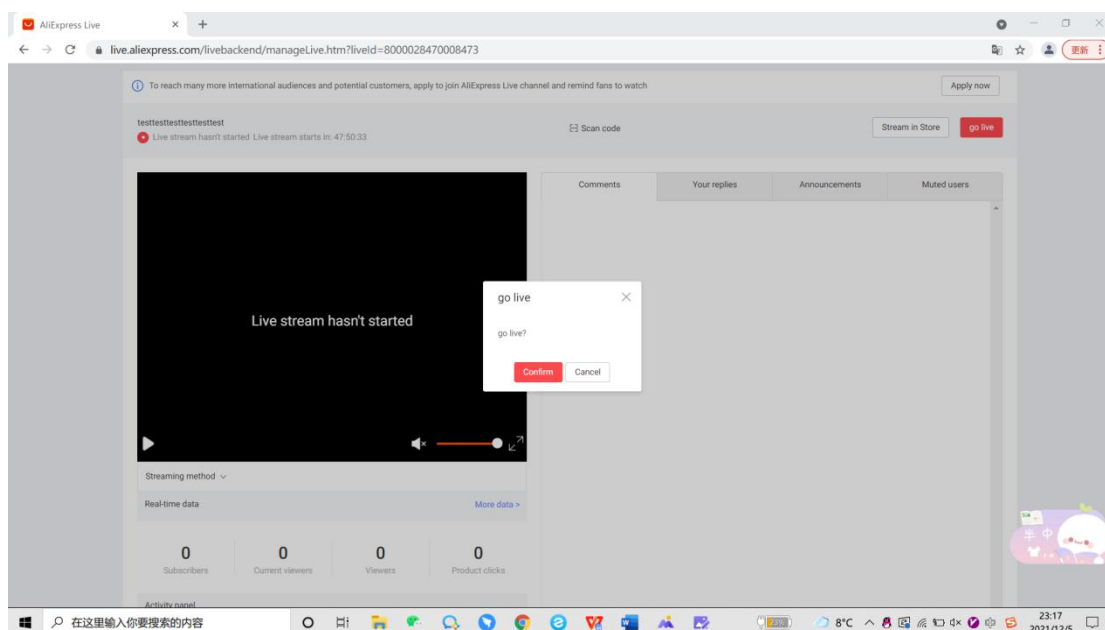 AliExpress Live
live.aliexpress.com/livebackend/manageLive.htm?liveId=8000028470008473
更新
To reach many more international audiences and potential customers, apply to join AliExpress Live channel and remind fans to watch
Apply now
testtesttesttesttesttest
Live stream hasn't started Live stream starts in: 47:50:33
Scan code
Stream in Store
go live
Comments
Your replies
Announcements
Muted users
Live stream hasn't started
go live
go live?
Confirm
Cancel
Streaming method
Real-time data
More data >
0
0
0
0
Subscribers
Current viewers
Viewers
Product clicks
Activity panel
半 中
在这里输入你要搜索的内容
8°C
中
23:17
2021/12/5